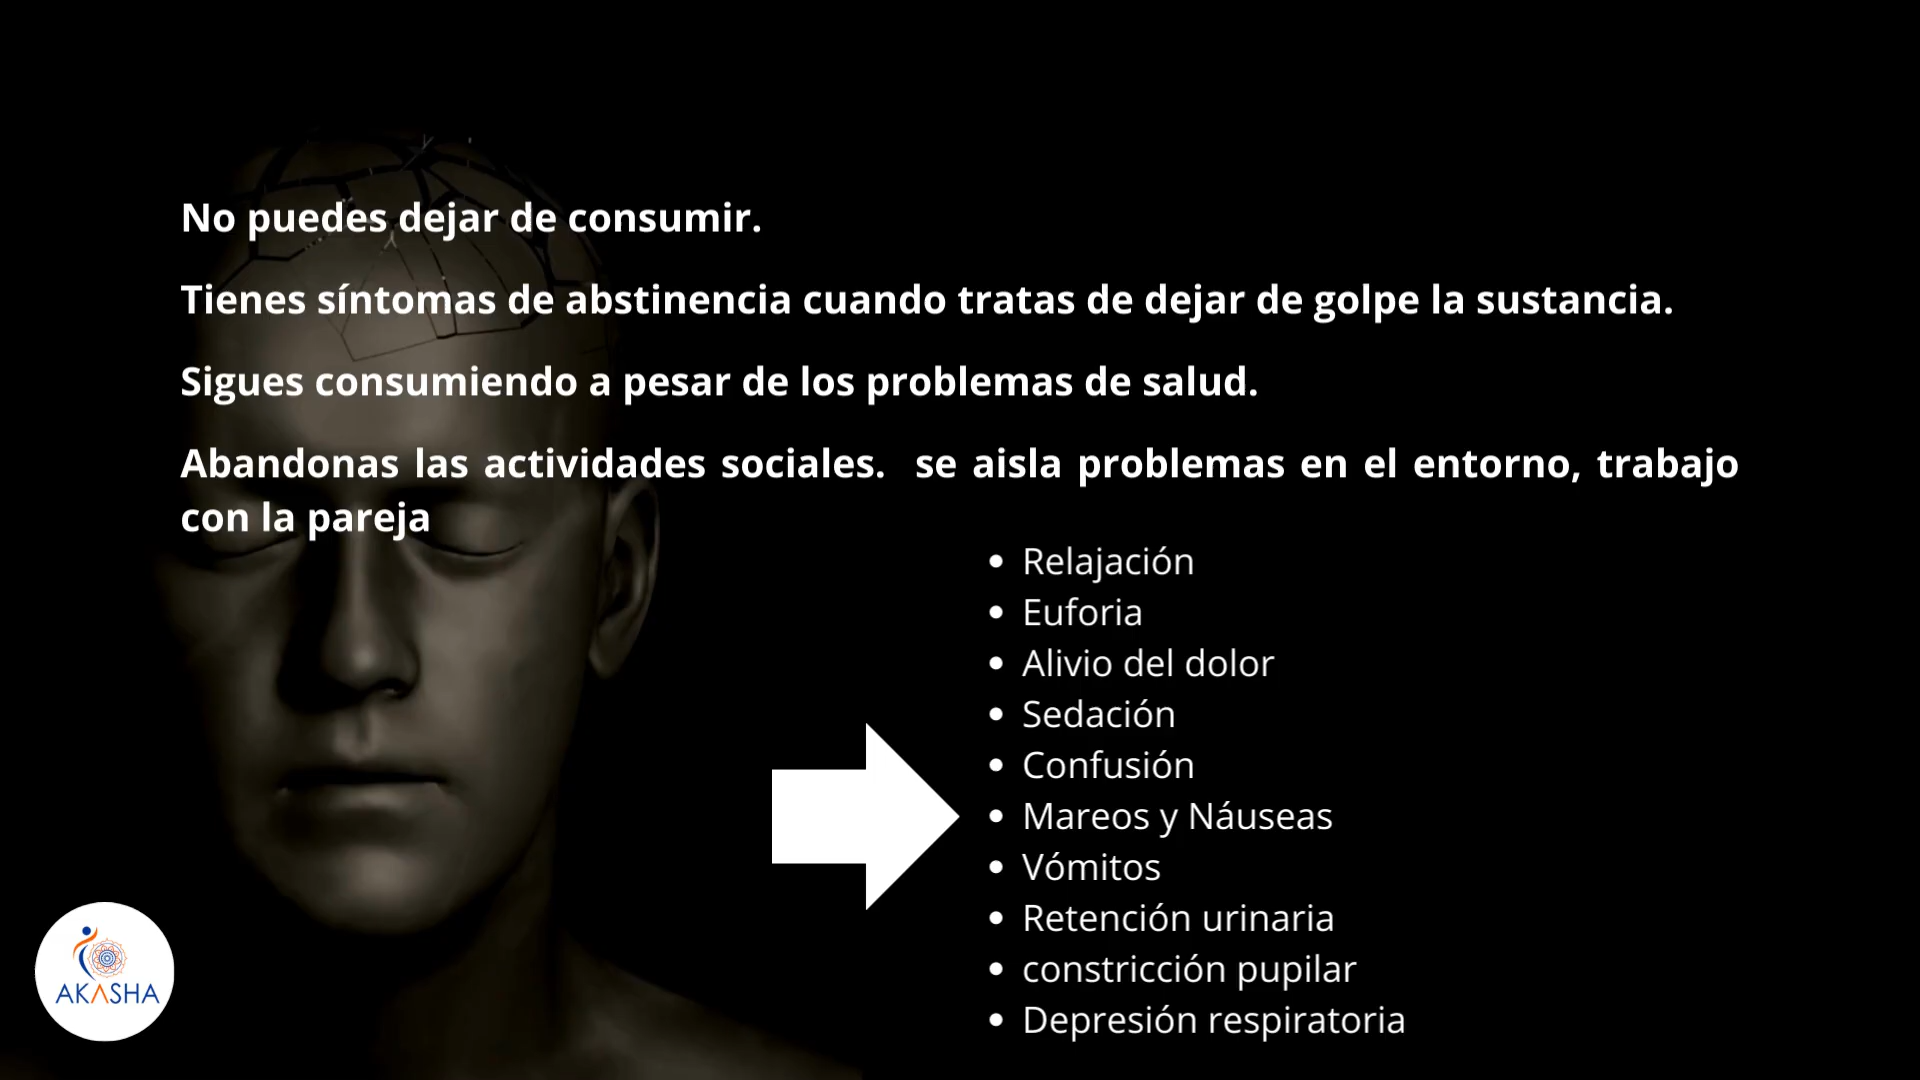 No puedes dejar de consumir.
Tienes síntomas de abstinencia cuando tratas de dejar de golpe la sustancia.
Sigues consumiendo a pesar de los problemas de salud.
Abandonas las actividades sociales.  se aisla problemas en el entorno, trabajo
con la pareja
• Relajación
• Euforia
• Alivio del dolor
• Sedación
• Confusión
• Mareos y Náuseas
• Vómitos
• Retención urinaria
• constricción pupilar
• Depresión respiratoria
AKASHA